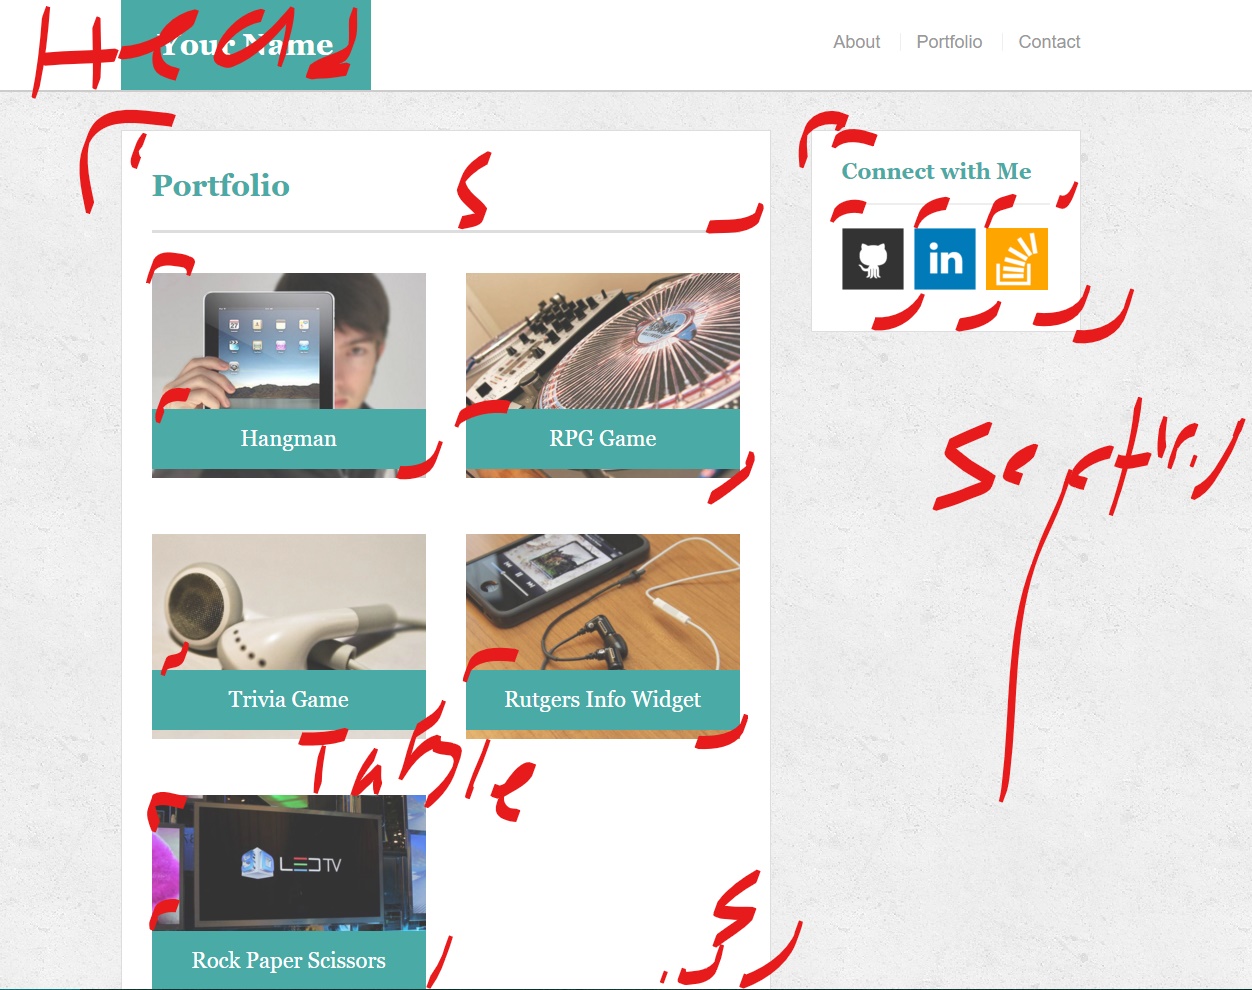 Head
Your Name
About
Portfolio
Contact
Portfolio
S
Connect with Me
in
Hangman
RPG Game
Trivia Game
Rutgers Info Widget
Table
LED TV
Rock Paper Scissors
S